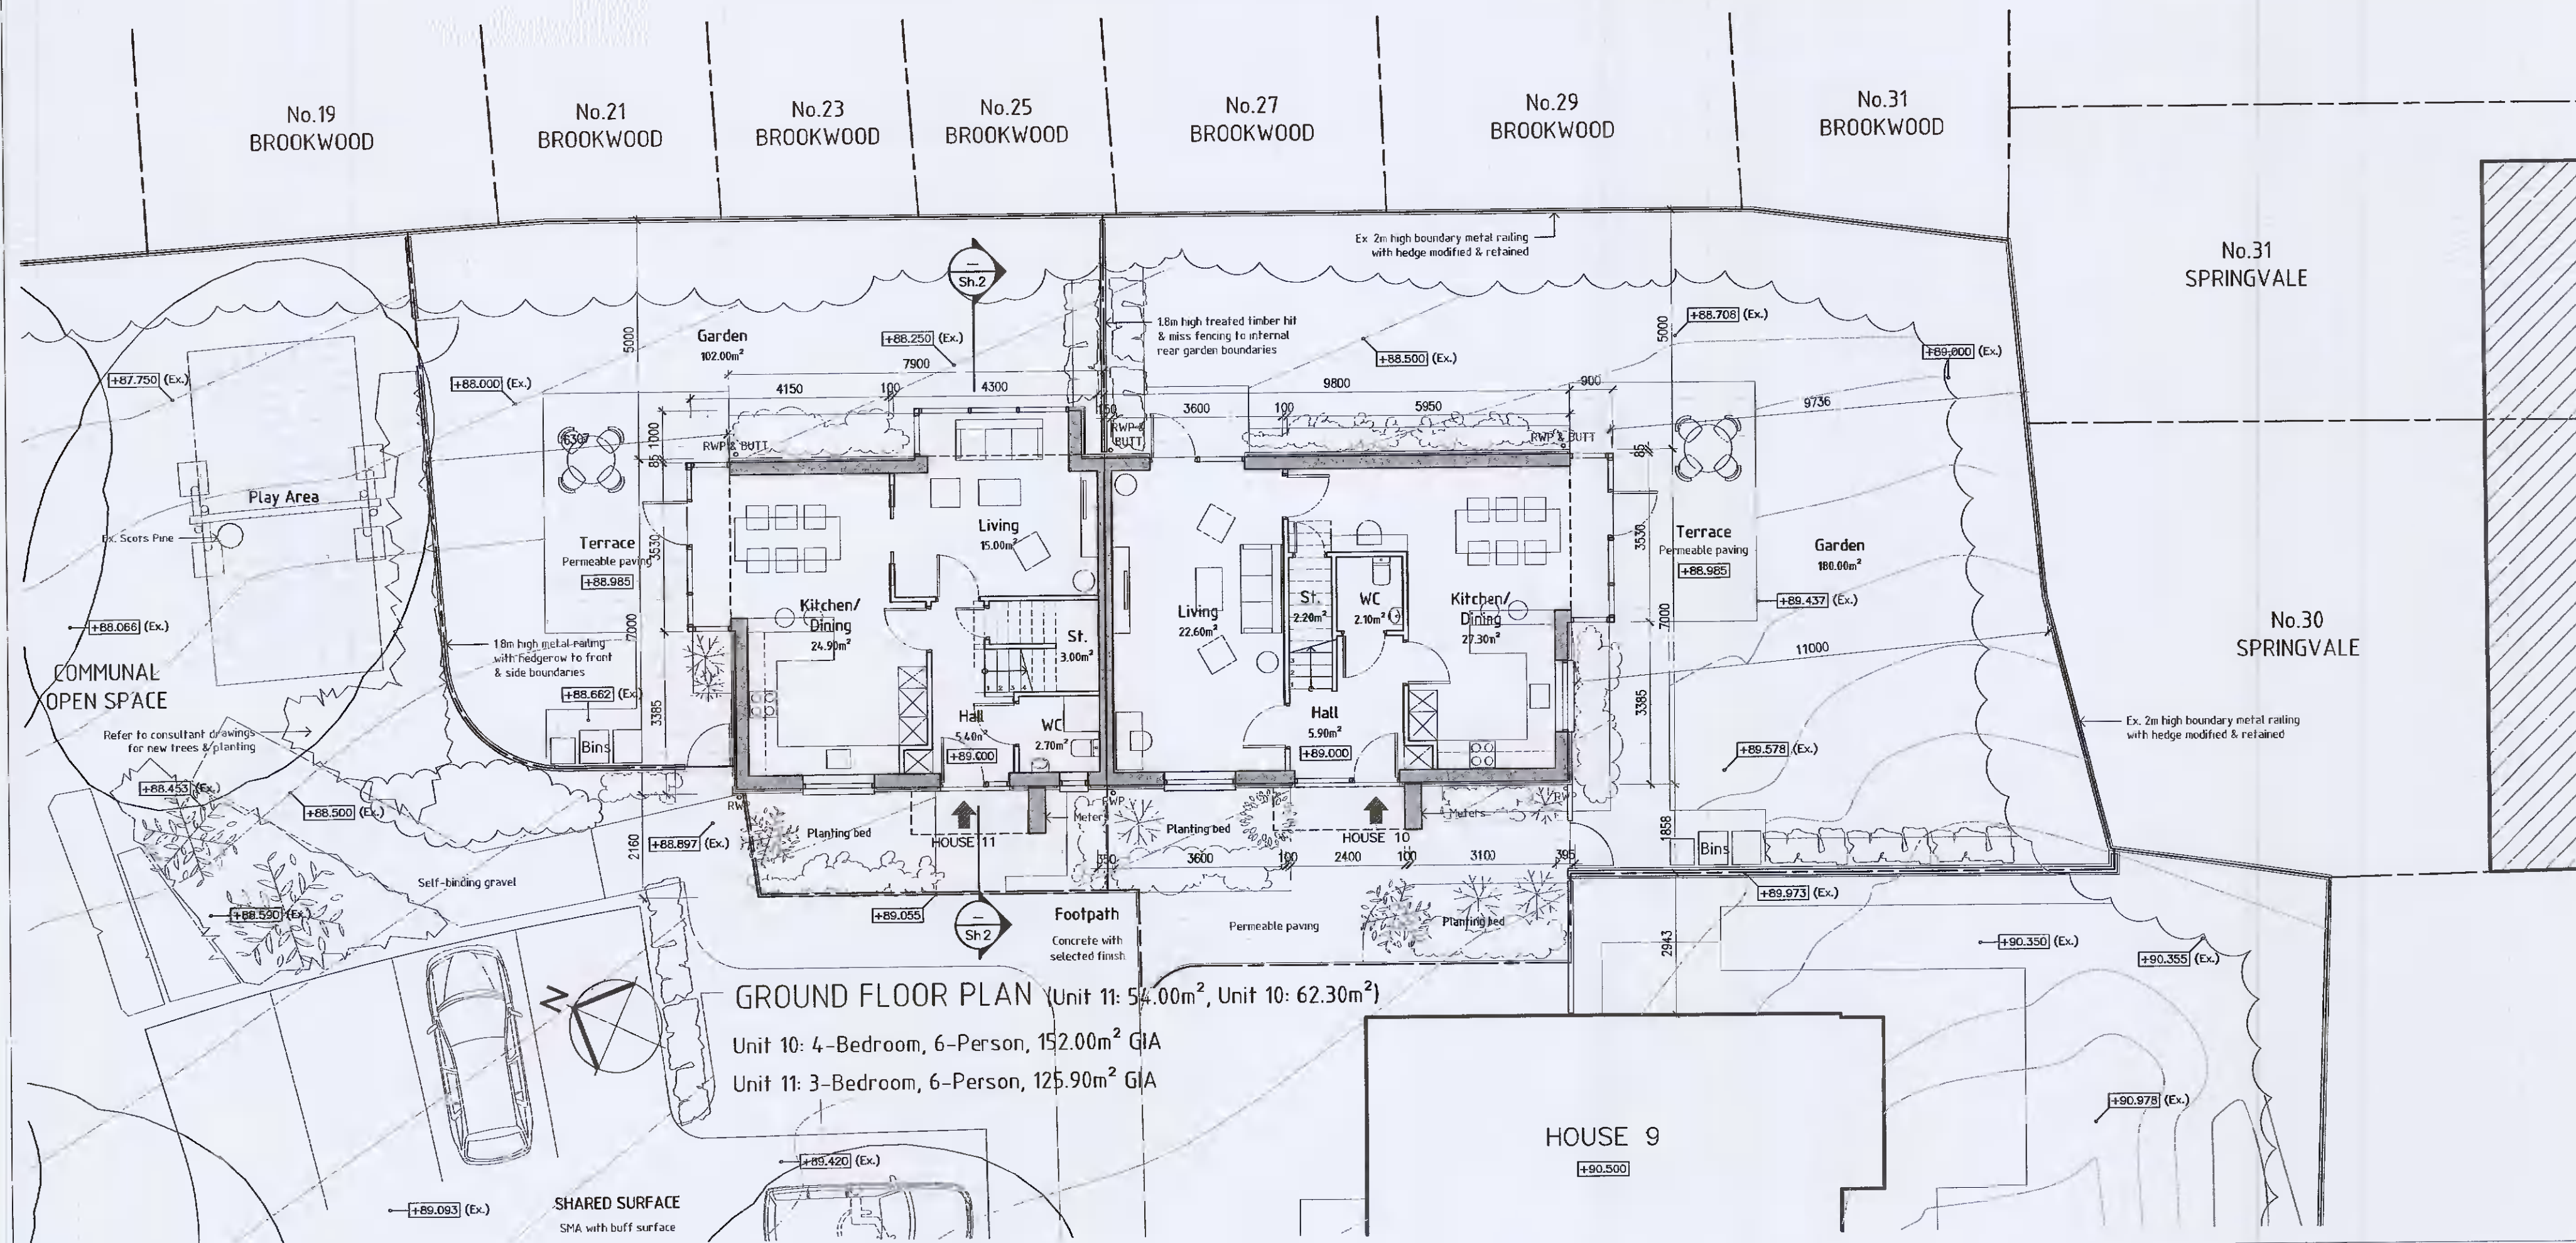 No.19
BROOKWOOD
No.21
BROOKWOOD
No.23
BROOKWOOD
No.25
BROOKWOOD
No.27
BROOKWOOD
No.29
BROOKWOOD
No.31
BROOKWOOD
No.31
SPRINGVALE
No.30
SPRINGVALE
Ex 2m high boundary metal railing
with hedge modified & retained
Sh.2
1.8m high treated timber hit
& miss fencing to internal
rear garden boundaries
Garden
102.00m²
5000
+88.250 (Ex.)
7900
4150
100
4300
+87.750 (Ex.)
+88.000 (Ex.)
+88.500 (Ex.)
+88.708 (Ex.)
5000
+89.000 (Ex.)
9800
900
9736
150
3600
100
5950
1000
85
RWP & BUTT
RWP &
BUTT
RWP & BUTT
85
6307
Play Area
Ex. Scots Pine
Terrace
Permeable paving
+88.985
3530
7000
Living
15.00m²
Kitchen/
Dining
24.90m²
St.
3.00m²
Hall
5.40m²
+89.000
WC
2.70m²
Living
22.60m²
St.
2.20m²
WC
2.10m²
Kitchen/
Dining
27.30m²
Hall
5.90m²
+89.000
3530
7000
3385
Terrace
Permeable paving
+88.985
Garden
180.00m²
+89.437 (Ex.)
11000
+88.066 (Ex.)
COMMUNAL
OPEN SPACE
1.8m high metal railing
with hedgerow to front
& side boundaries
+88.662 (Ex.)
3385
Bins
Refer to consultant drawings
for new trees & planting
+88.453 (Ex.)
+88.500 (Ex.)
Ex. 2m high boundary metal railing
with hedge modified & retained
+89.578 (Ex.)
RWP
Planting bed
Meters
HOUSE 11
RWP
Planting bed
Meters
RWP
HOUSE 10
2160
+88.897 (Ex.)
350
3600
100
2400
100
3100
395
1858
Bins
Self-binding gravel
+88.590 (Ex.)
+89.055
Sh.2
Footpath
Concrete with
selected finish
Permeable paving
Planting bed
+89.973 (Ex.)
2943
+90.350 (Ex.)
+90.355 (Ex.)
N
GROUND FLOOR PLAN (Unit 11: 54.00m², Unit 10: 62.30m²)
Unit 10: 4-Bedroom, 6-Person, 152.00m² GIA
Unit 11: 3-Bedroom, 6-Person, 125.90m² GIA
+90.978 (Ex.)
HOUSE 9
+90.500
+89.420 (Ex.)
+89.093 (Ex.)
SHARED SURFACE
SMA with buff surface